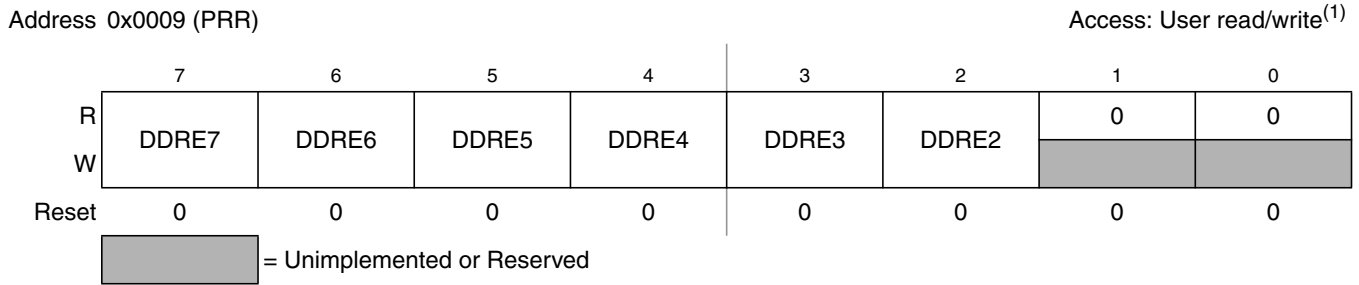 Address 0x0009 (PRR) Access: User read/write(1)
7 6 5 4 3 2 1 0
R DDRE7 DDRE6 DDRE5 DDRE4 DDRE3 DDRE2 0 0
W
Reset 0 0 0 0 0 0 0 0
= Unimplemented or Reserved